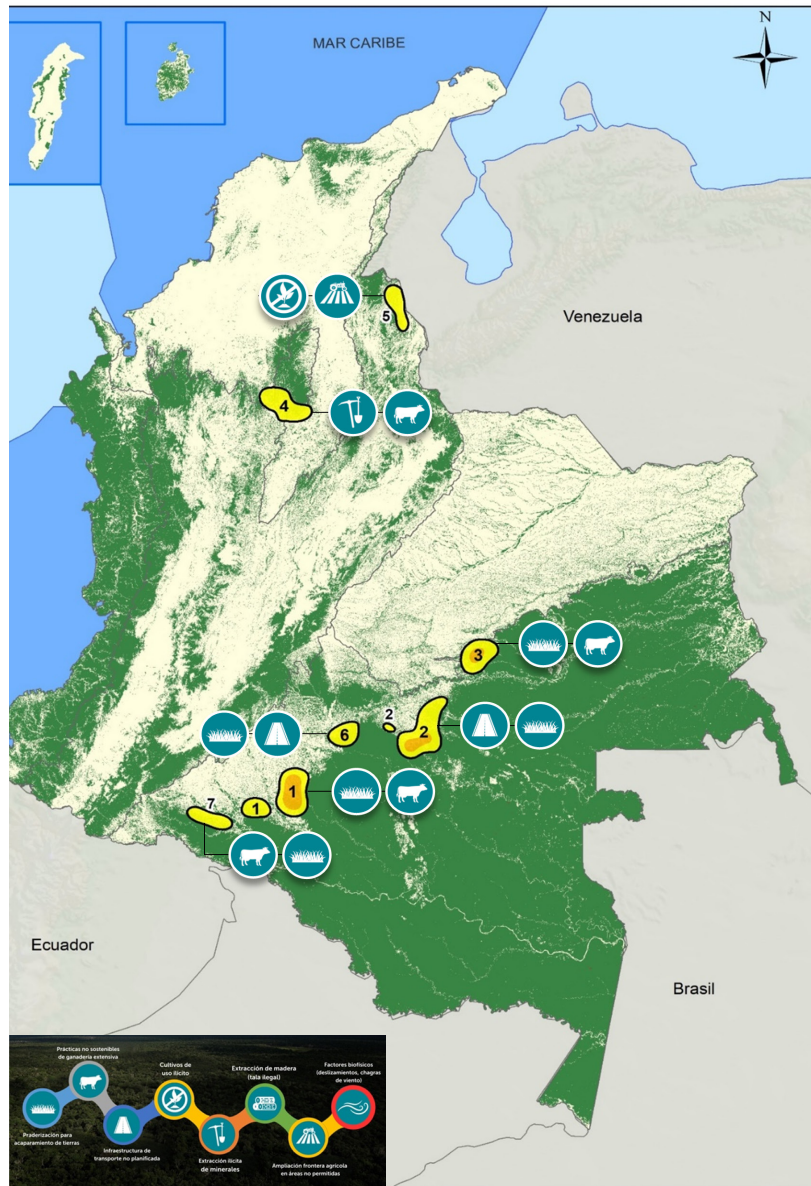 N
MAR CARIBE
Venezuela
5
4
3
2
2
6
1
1
7
Ecuador
Brasil
Prácticas no sostenibles
de ganadería extensiva
Cultivos de
uso ilícito
Extracción de madera
(tala ilegal)
Factores biofísicos
(deslizamientos, chagras
de viento)
Praderización para
acaparamiento de tierras
Infraestructura de
transporte no planificada
Extracción ilícita
de minerales
Ampliación frontera agrícola
en áreas no permitidas